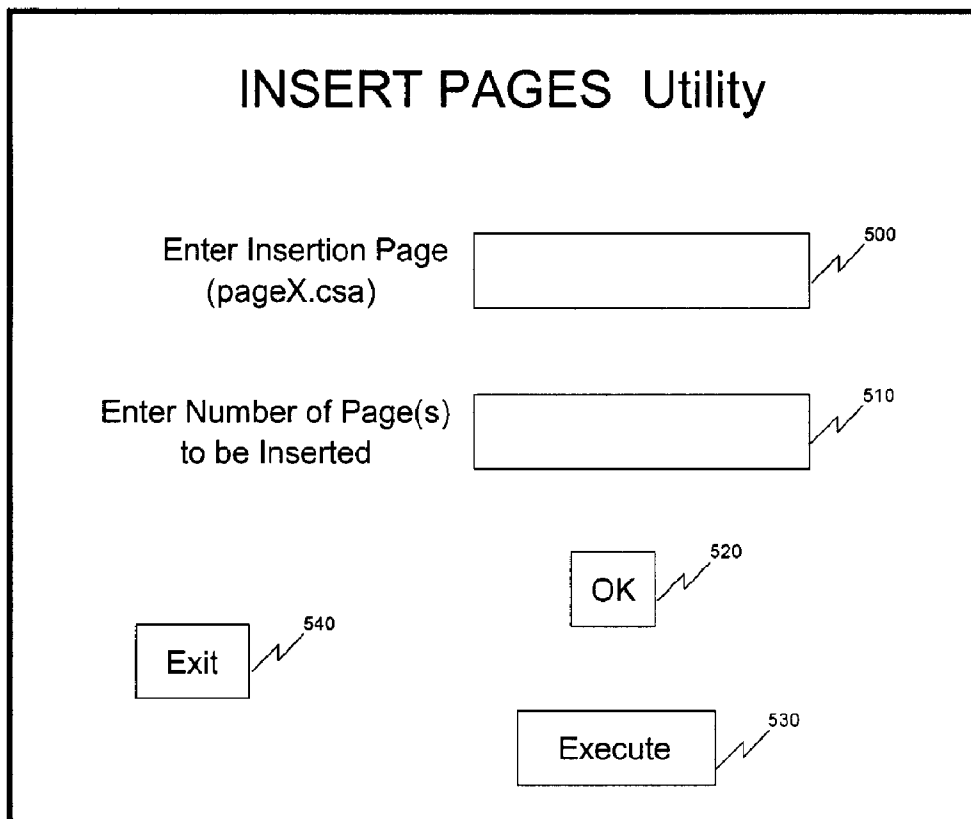 INSERT PAGES Utility
Enter Insertion Page
(pageX.csa)
500
Enter Number of Page(s)
to be Inserted
510
OK
520
Exit
540
Execute
530